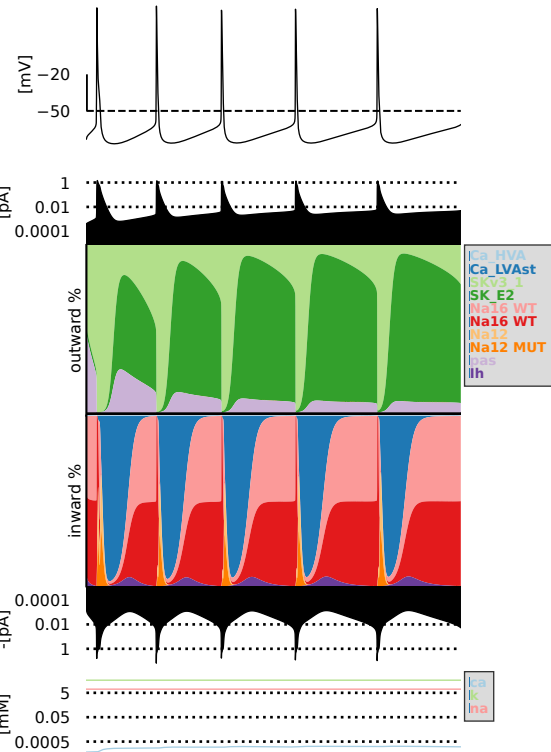 [mV]
−20
−50
[pA]
1
0.01
0.0001
outward %
Ca_HVA
Ca_LVAst
SKv3_1
SK_E2
Na16 WT
Na16 WT
Na12
Na12 MUT
pas
Ih
inward %
0.0001
0.01
1
-[pA]
5
0.05
0.0005
[mM]
ca
k
na